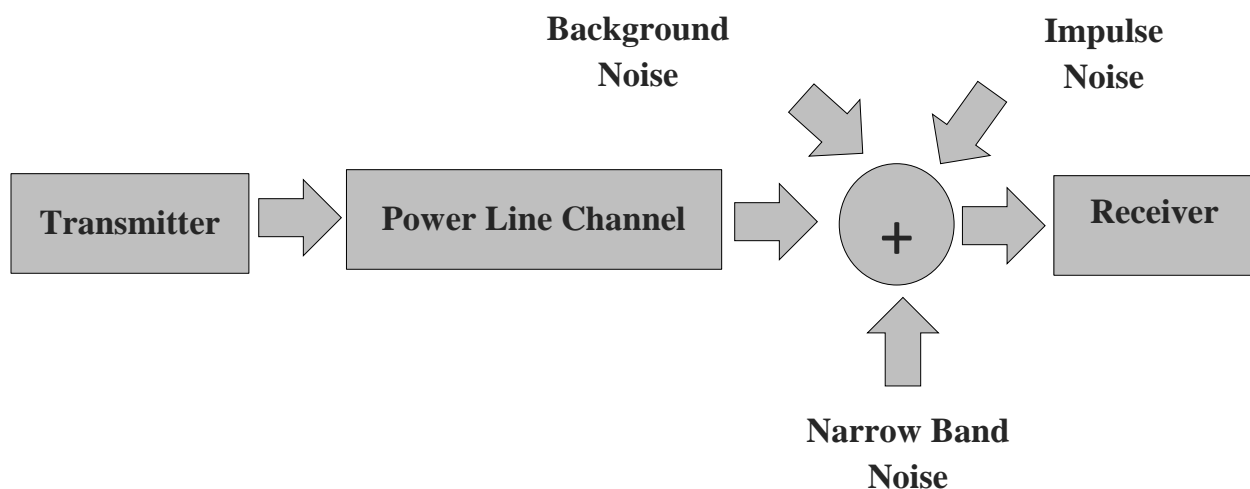 Background
Noise
Impulse
Noise
Transmitter
Power Line Channel
+
Receiver
Narrow Band
Noise